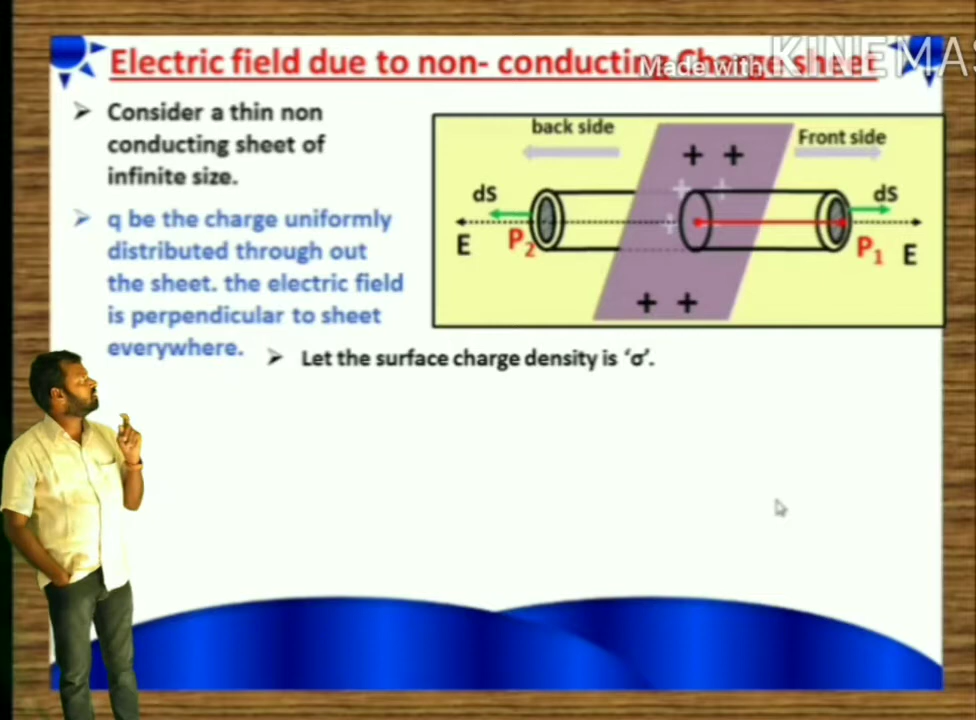 Electric field due to non- conducting Charge sheet
Made with KINEMAS
➢ Consider a thin non
conducting sheet of
infinite size.
➢ q be the charge uniformly
distributed through out
the sheet. the electric field
is perpendicular to sheet
everywhere.
back side
Front side
+ +
+ +
+
dS
dS
E
P₂
P₁
E
+ +
➢ Let the surface charge density is ‘σ’.